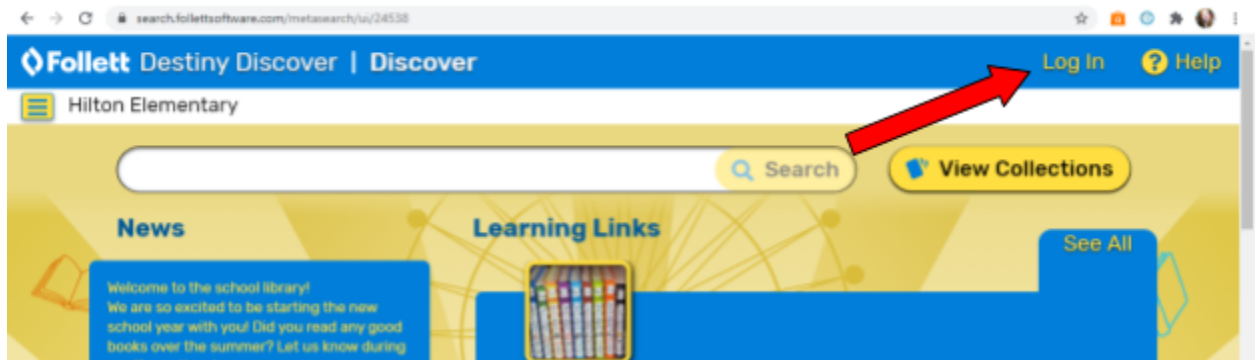 search.follettsoftware.com/metasearch/ui/24538
Follett Destiny Discover | Discover
Log In
? Help
Hilton Elementary
Search
View Collections
News
Learning Links
See All
Welcome to the school library!
We are so excited to be starting the new
school year with you! Did you read any good
books over the summer? Let us know during